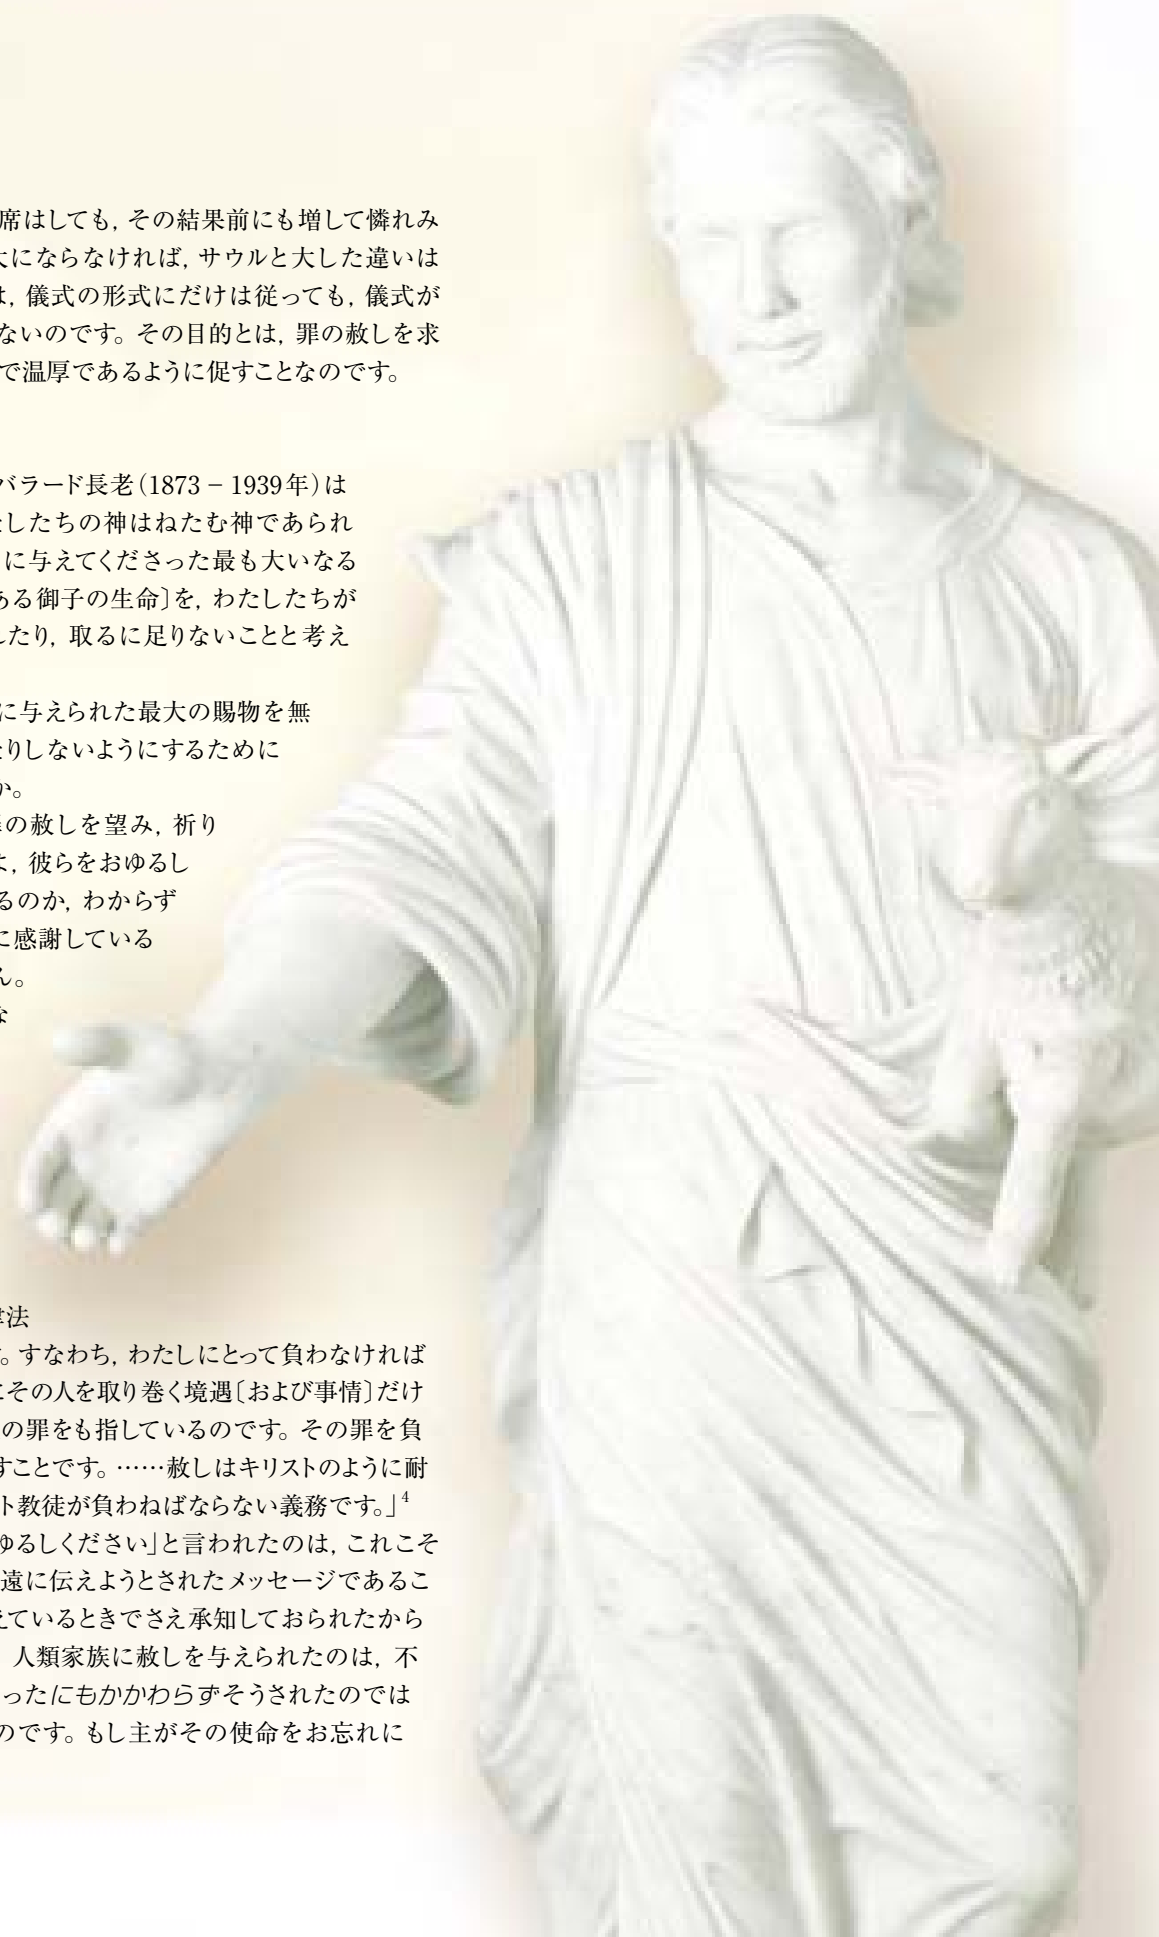 席はしても, その結果前にも増して憐れみ
にならなければ, サウルと大した違いは
, 儀式の形式にだけは従っても, 儀式が
ないのです。その目的とは, 罪の赦しを求
で温厚であるように促すことなのです。
バラード長老（1873－1939年）は
したちの神はねたむ神であられ
に与えてくださった最も大いなる
ある御子の生命〕を, わたしたちが
たり, 取るに足りないことと考え
に与えられた最大の賜物を無
たりしないようにするために
か。
の赦しを望み, 祈り
, 彼らをおゆるし
るのか, わからず
に感謝している
ん。
な
律法
。すなわち, わたしにとって負わなければ
にその人を取り巻く境遇〔および事情〕だけ
の罪をも指しているのです。その罪を負
すことです。……赦しはキリストのように耐
ト教徒が負わねばならない義務です。」4
ゆるしください」と言われたのは, これこそ
遠に伝えようとされたメッセージであるこ
えているときでさえ承知しておられたから
人類家族に赦しを与えられたのは, 不
ったにもかかわらずそうされたのでは
のです。もし主がその使命をお忘れに